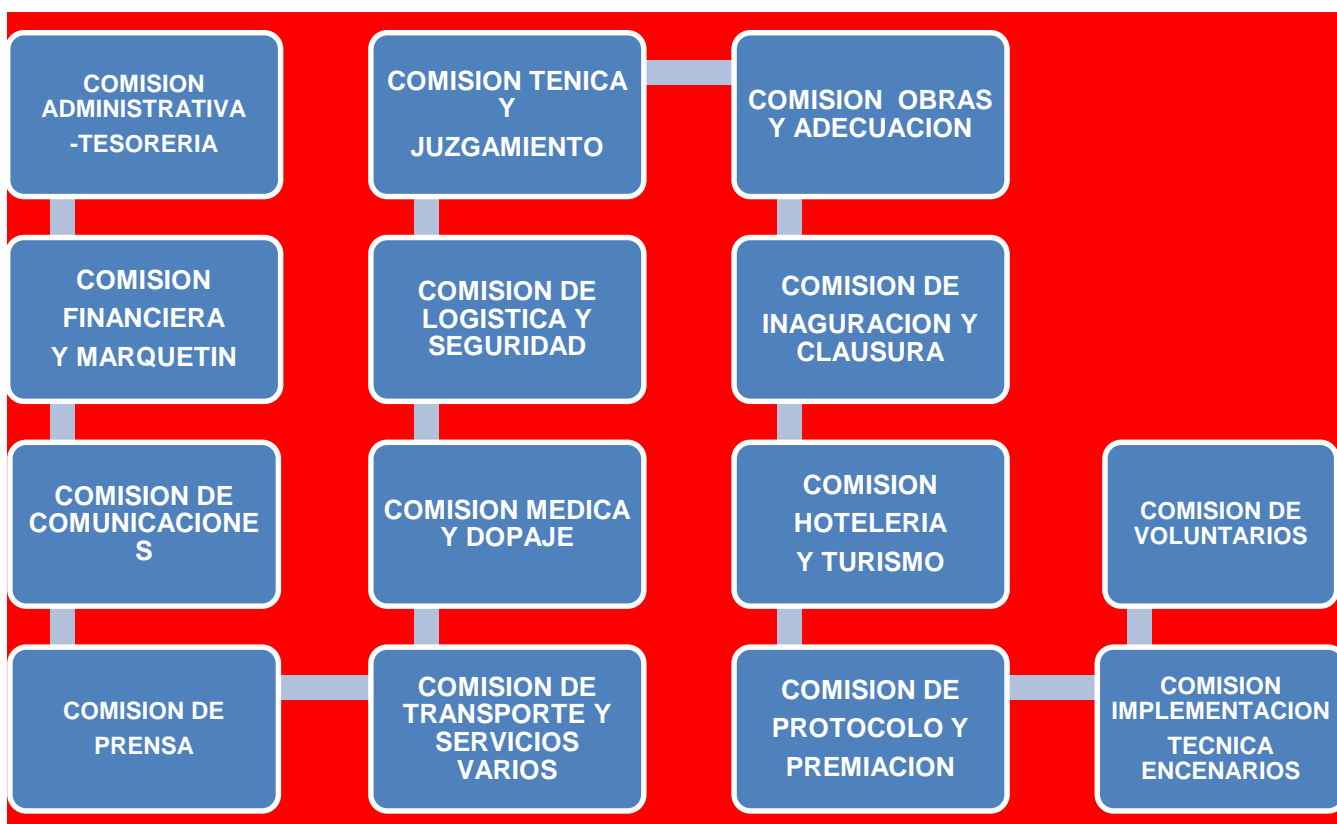 COMISION
ADMINISTRATIVA
-TESORERIA
COMISION
FINANCIERA
Y MARQUETIN
COMISION DE
COMUNICACIONE
S
COMISION DE
PRENSA
COMISION DE
TRANSPORTE Y
SERVICIOS
VARIOS
COMISION MEDICA
Y DOPAJE
COMISION DE
LOGISTICA Y
SEGURIDAD
COMISION TENICA
Y
JUZGAMIENTO
COMISION OBRAS
Y ADECUACION
COMISION DE
INAGURACION Y
CLAUSURA
COMISION
HOTELERIA
Y TURISMO
COMISION DE
PROTOCOLO Y
PREMIACION
COMISION
IMPLEMENTACION
TECNICA
ENCENARIOS
COMISION DE
VOLUNTARIOS